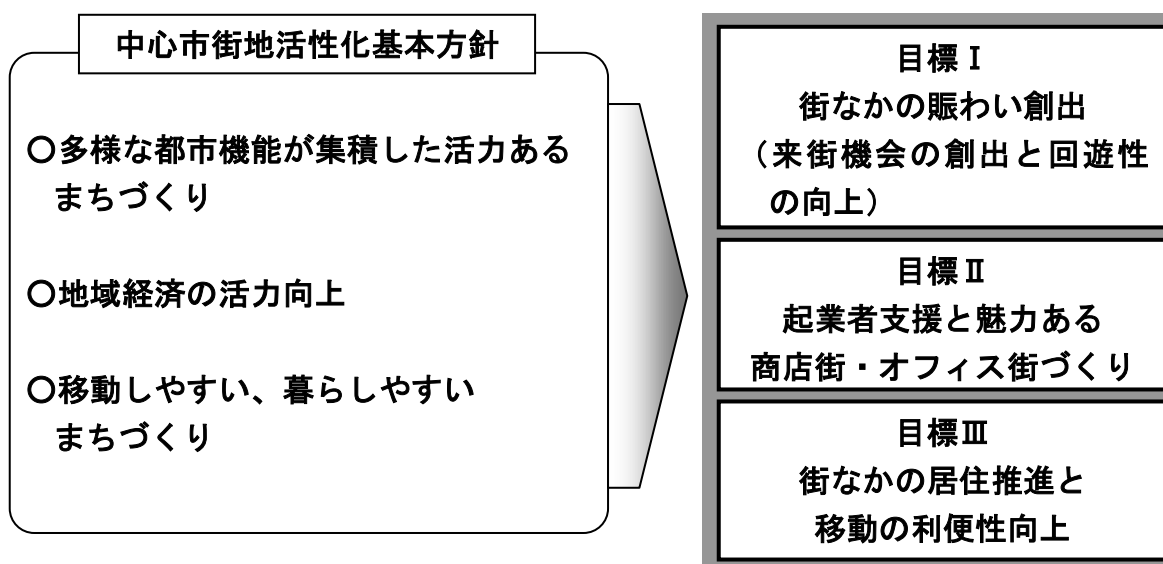 中心市街地活性化基本方針
〇多様な都市機能が集積した活力ある
まちづくり
〇地域経済の活力向上
〇移動しやすい、暮らしやすい
まちづくり
目標Ⅰ
街なかの賑わい創出
（来街機会の創出と回遊性
の向上）
目標Ⅱ
起業者支援と魅力ある
商店街・オフィス街づくり
目標Ⅲ
街なかの居住推進と
移動の利便性向上